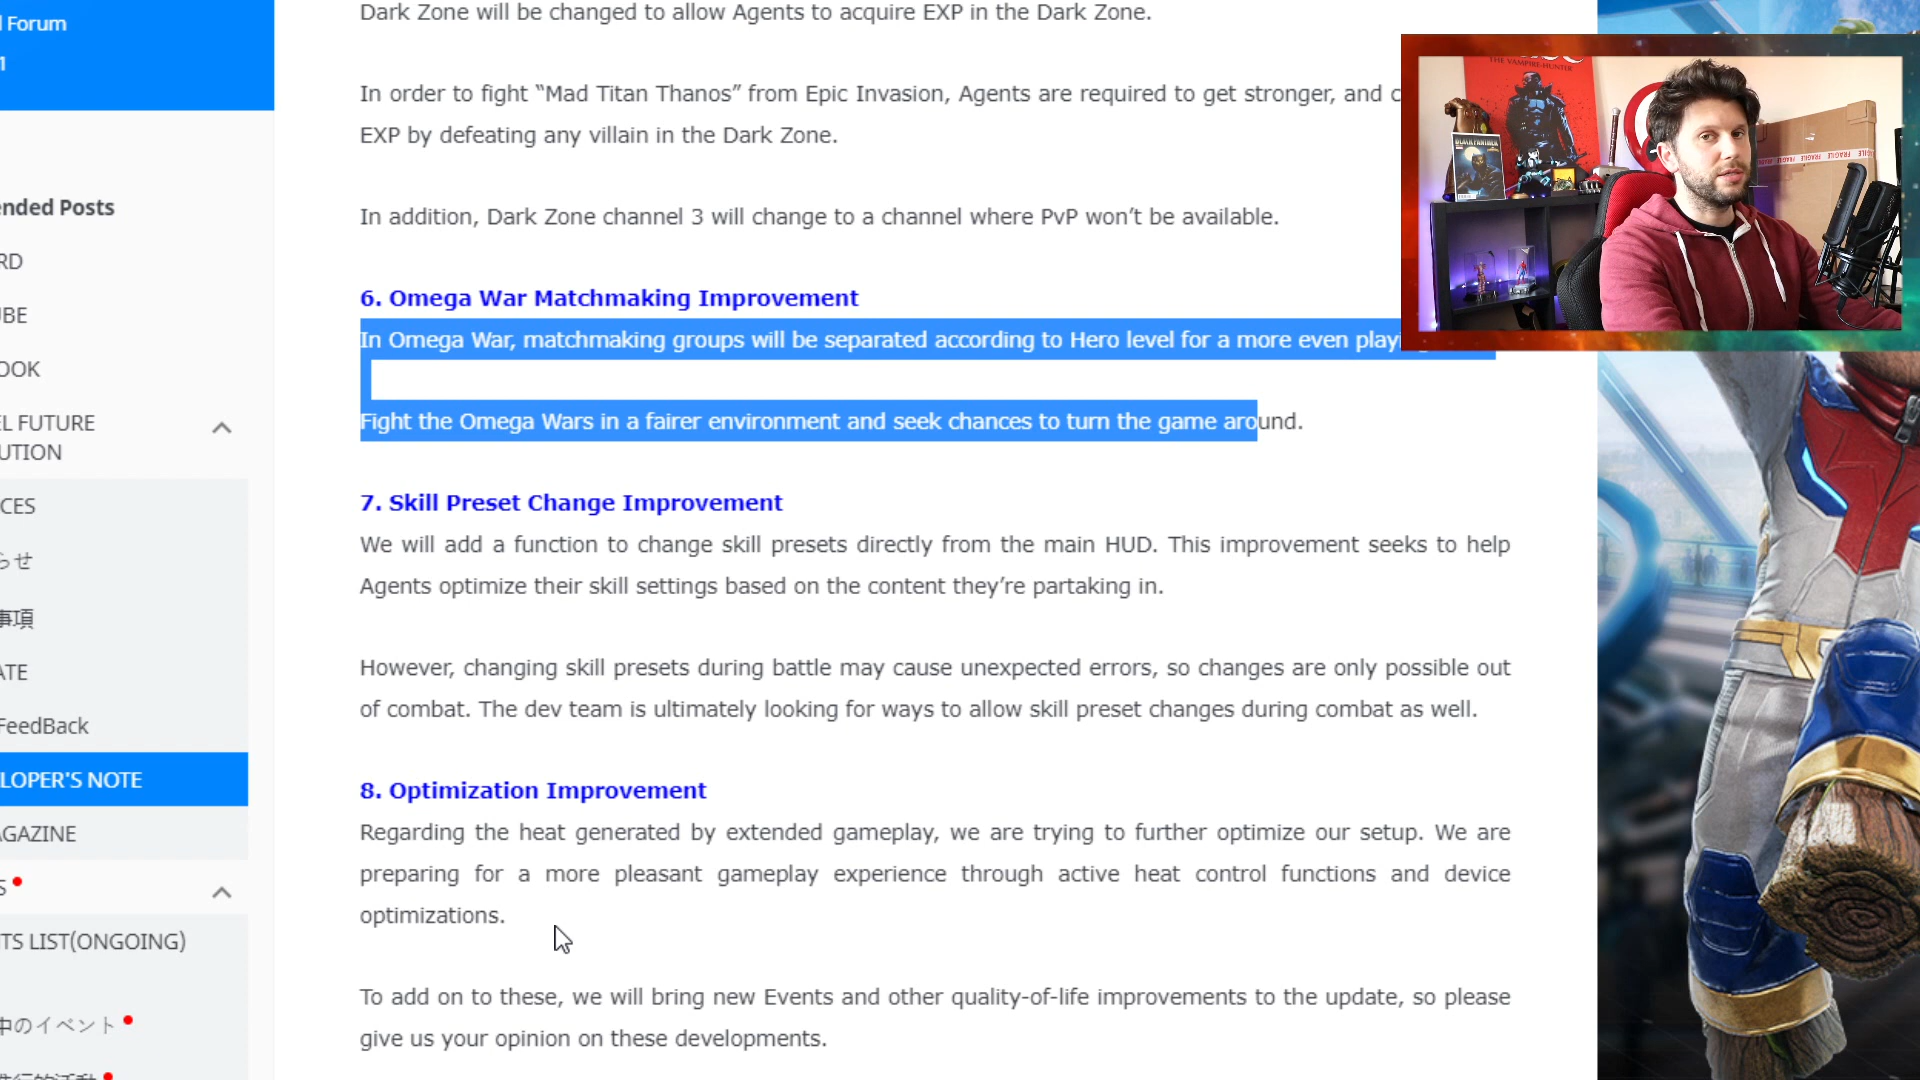 l Forum
Dark Zone will be changed to allow Agents to acquire EXP in the Dark Zone.
In order to fight “Mad Titan Thanos” from Epic Invasion, Agents are required to get stronger, and c
EXP by defeating any villain in the Dark Zone.
In addition, Dark Zone channel 3 will change to a channel where PvP won’t be available.
6. Omega War Matchmaking Improvement
In Omega War, matchmaking groups will be separated according to Hero level for a more even play
Fight the Omega Wars in a fairer environment and seek chances to turn the game around.
7. Skill Preset Change Improvement
We will add a function to change skill presets directly from the main HUD. This improvement seeks to help
Agents optimize their skill settings based on the content they’re partaking in.
However, changing skill presets during battle may cause unexpected errors, so changes are only possible out
of combat. The dev team is ultimately looking for ways to allow skill preset changes during combat as well.
8. Optimization Improvement
Regarding the heat generated by extended gameplay, we are trying to further optimize our setup. We are
preparing for a more pleasant gameplay experience through active heat control functions and device
optimizations.
To add on to these, we will bring new Events and other quality-of-life improvements to the update, so please
give us your opinion on these developments.
1
ended Posts
RD
UBE
OOK
EL FUTURE
UTION
CES
らせ
事項
ATE
FeedBack
LOPER'S NOTE
AGAZINE
S
TS LIST(ONGOING)
中のイベント
THE VAMPIRE-HUNTER
BLACK PANTHER
FRAGILE
FRAGILE
FRAGILE